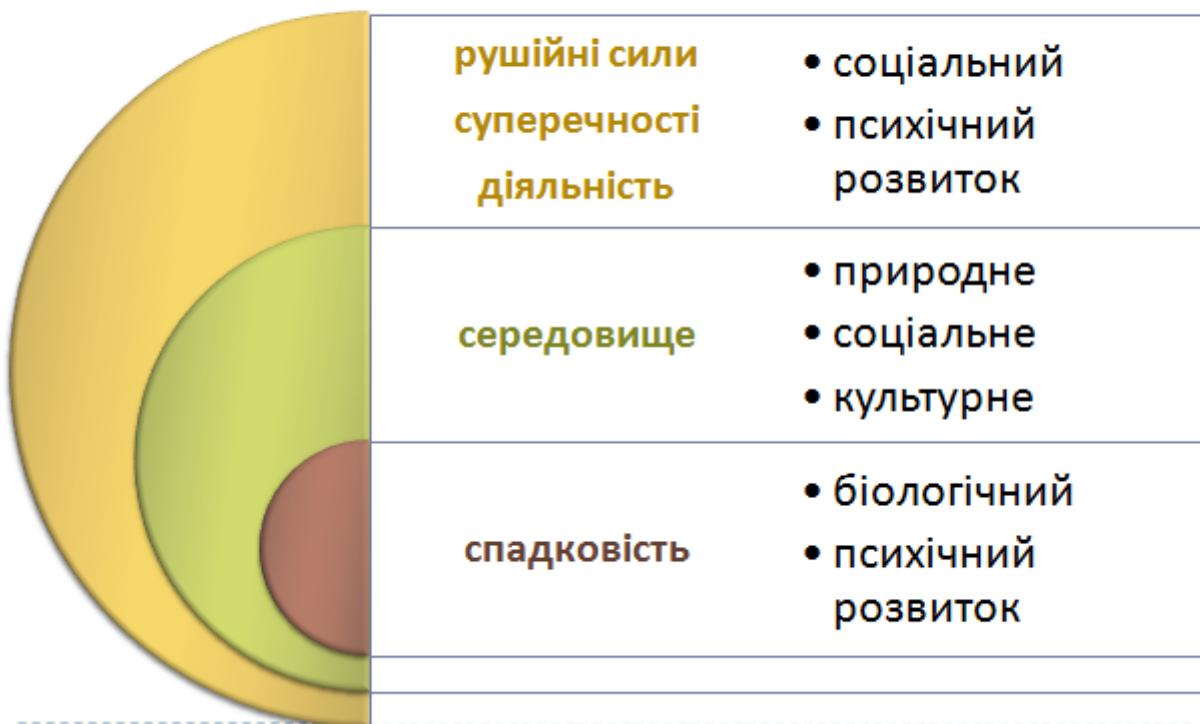 рушійні сили
суперечності
діяльність
• соціальний
• психічний
розвиток
середовище
• природне
• соціальне
• культурне
спадковість
• біологічний
• психічний
розвиток